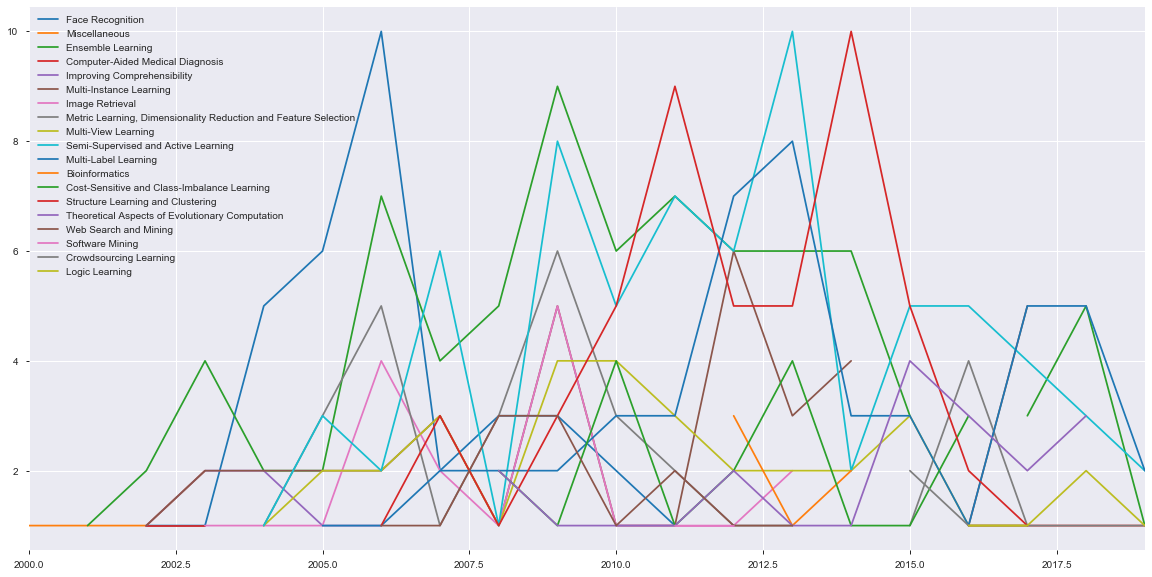 Face Recognition
Miscellaneous
Ensemble Learning
Computer-Aided Medical Diagnosis
Improving Comprehensibility
Multi-Instance Learning
Image Retrieval
Metric Learning, Dimensionality Reduction and Feature Selection
Multi-View Learning
Semi-Supervised and Active Learning
Multi-Label Learning
Bioinformatics
Cost-Sensitive and Class-Imbalance Learning
Structure Learning and Clustering
Theoretical Aspects of Evolutionary Computation
Web Search and Mining
Software Mining
Crowdsourcing Learning
Logic Learning
10
8
6
4
2
2000.0 2002.5 2005.0 2007.5 2010.0 2012.5 2015.0 2017.5